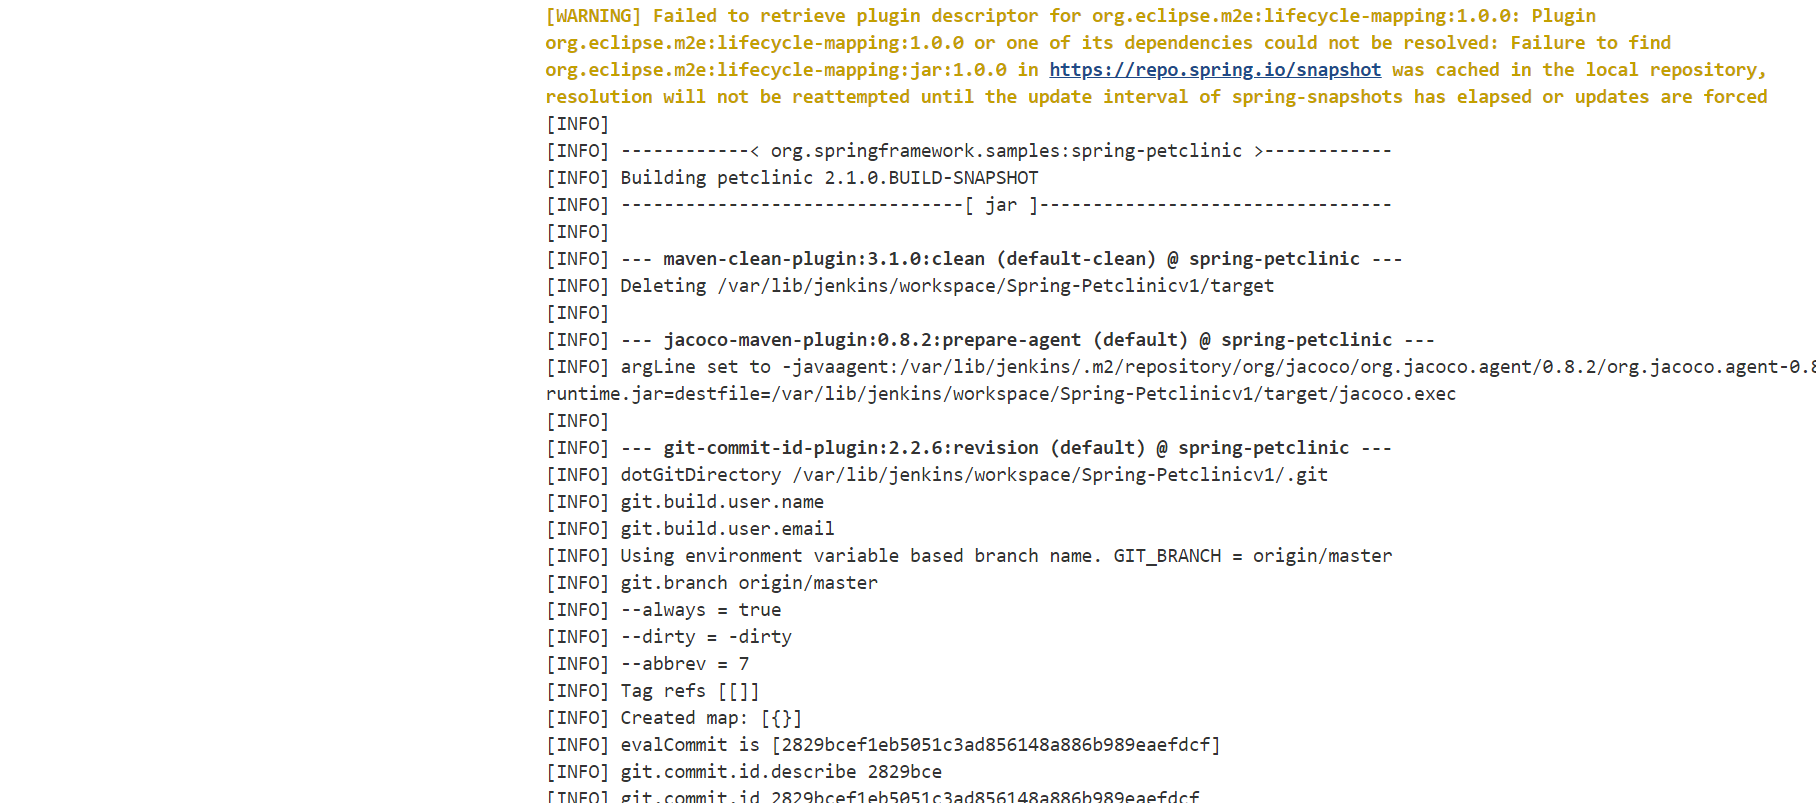 [WARNING] Failed to retrieve plugin descriptor for org.eclipse.m2e:lifecycle-mapping:1.0.0: Plugin
org.eclipse.m2e:lifecycle-mapping:1.0.0 or one of its dependencies could not be resolved: Failure to find
org.eclipse.m2e:lifecycle-mapping:jar:1.0.0 in https://repo.spring.io/snapshot was cached in the local repository,
resolution will not be reattempted until the update interval of spring-snapshots has elapsed or updates are forced
[INFO]
[INFO] ------------< org.springframework.samples:spring-petclinic >------------
[INFO] Building petclinic 2.1.0.BUILD-SNAPSHOT
[INFO] --------------------------------[ jar ]---------------------------------
[INFO]
[INFO] --- maven-clean-plugin:3.1.0:clean (default-clean) @ spring-petclinic ---
[INFO] Deleting /var/lib/jenkins/workspace/Spring-Petclinicv1/target
[INFO]
[INFO] --- jacoco-maven-plugin:0.8.2:prepare-agent (default) @ spring-petclinic ---
[INFO] argLine set to -javaagent:/var/lib/jenkins/.m2/repository/org/jacoco/org.jacoco.agent/0.8.2/org.jacoco.agent-0.8
runtime.jar=destfile=/var/lib/jenkins/workspace/Spring-Petclinicv1/target/jacoco.exec
[INFO]
[INFO] --- git-commit-id-plugin:2.2.6:revision (default) @ spring-petclinic ---
[INFO] dotGitDirectory /var/lib/jenkins/workspace/Spring-Petclinicv1/.git
[INFO] git.build.user.name
[INFO] git.build.user.email
[INFO] Using environment variable based branch name. GIT_BRANCH = origin/master
[INFO] git.branch origin/master
[INFO] --always = true
[INFO] --dirty = -dirty
[INFO] --abbrev = 7
[INFO] Tag refs [[]]
[INFO] Created map: [{}]
[INFO] evalCommit is [2829bcef1eb5051c3ad856148a886b989eaefdcf]
[INFO] git.commit.id.describe 2829bce
[INFO] git.commit.id 2829bcef1eb5051c3ad856148a886b989eaefdcf